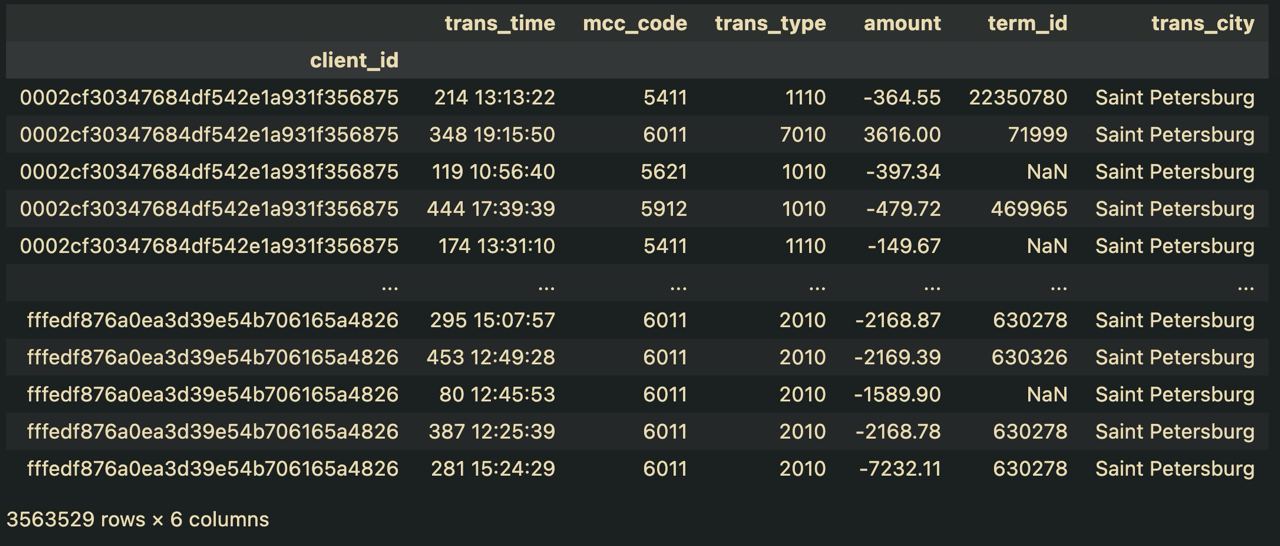 trans_time mcc_code trans_type amount term_id trans_city
client_id
0002cf30347684df542e1a931f356875 214 13:13:22 5411 1110 -364.55 22350780 Saint Petersburg
0002cf30347684df542e1a931f356875 348 19:15:50 6011 7010 3616.00 71999 Saint Petersburg
0002cf30347684df542e1a931f356875 119 10:56:40 5621 1010 -397.34 NaN Saint Petersburg
0002cf30347684df542e1a931f356875 444 17:39:39 5912 1010 -479.72 469965 Saint Petersburg
0002cf30347684df542e1a931f356875 174 13:31:10 5411 1110 -149.67 NaN Saint Petersburg
... ... ... ... ... ... ...
fffedf876a0ea3d39e54b706165a4826 295 15:07:57 6011 2010 -2168.87 630278 Saint Petersburg
fffedf876a0ea3d39e54b706165a4826 453 12:49:28 6011 2010 -2169.39 630326 Saint Petersburg
fffedf876a0ea3d39e54b706165a4826 80 12:45:53 6011 2010 -1589.90 NaN Saint Petersburg
fffedf876a0ea3d39e54b706165a4826 387 12:25:39 6011 2010 -2168.78 630278 Saint Petersburg
fffedf876a0ea3d39e54b706165a4826 281 15:24:29 6011 2010 -7232.11 630278 Saint Petersburg
3563529 rows × 6 columns